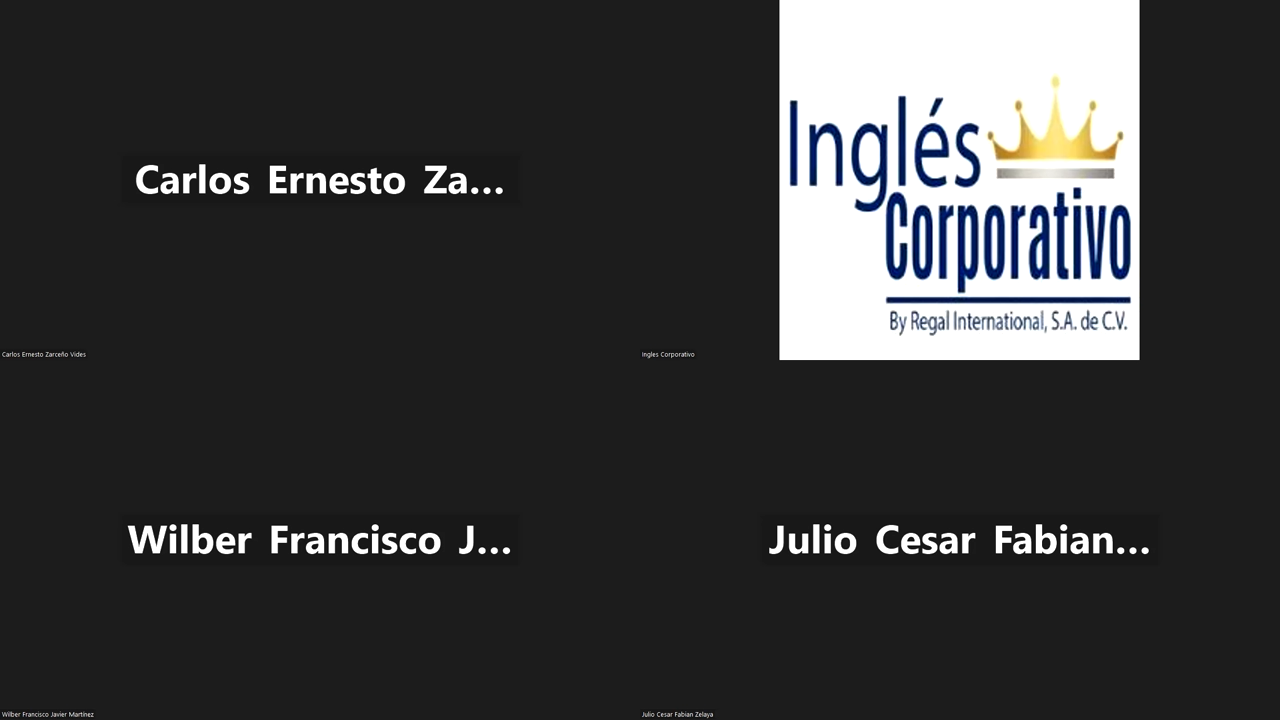 Carlos Ernesto Za...
Carlos Ernesto Zarceño Vides
Inglés
Corporativo
By Regal International, S.A. de C.V.
Ingles Corporativo
Wilber Francisco J...
Wilber Francisco Javier Martínez
Julio Cesar Fabian...
Julio Cesar Fabian Zelaya